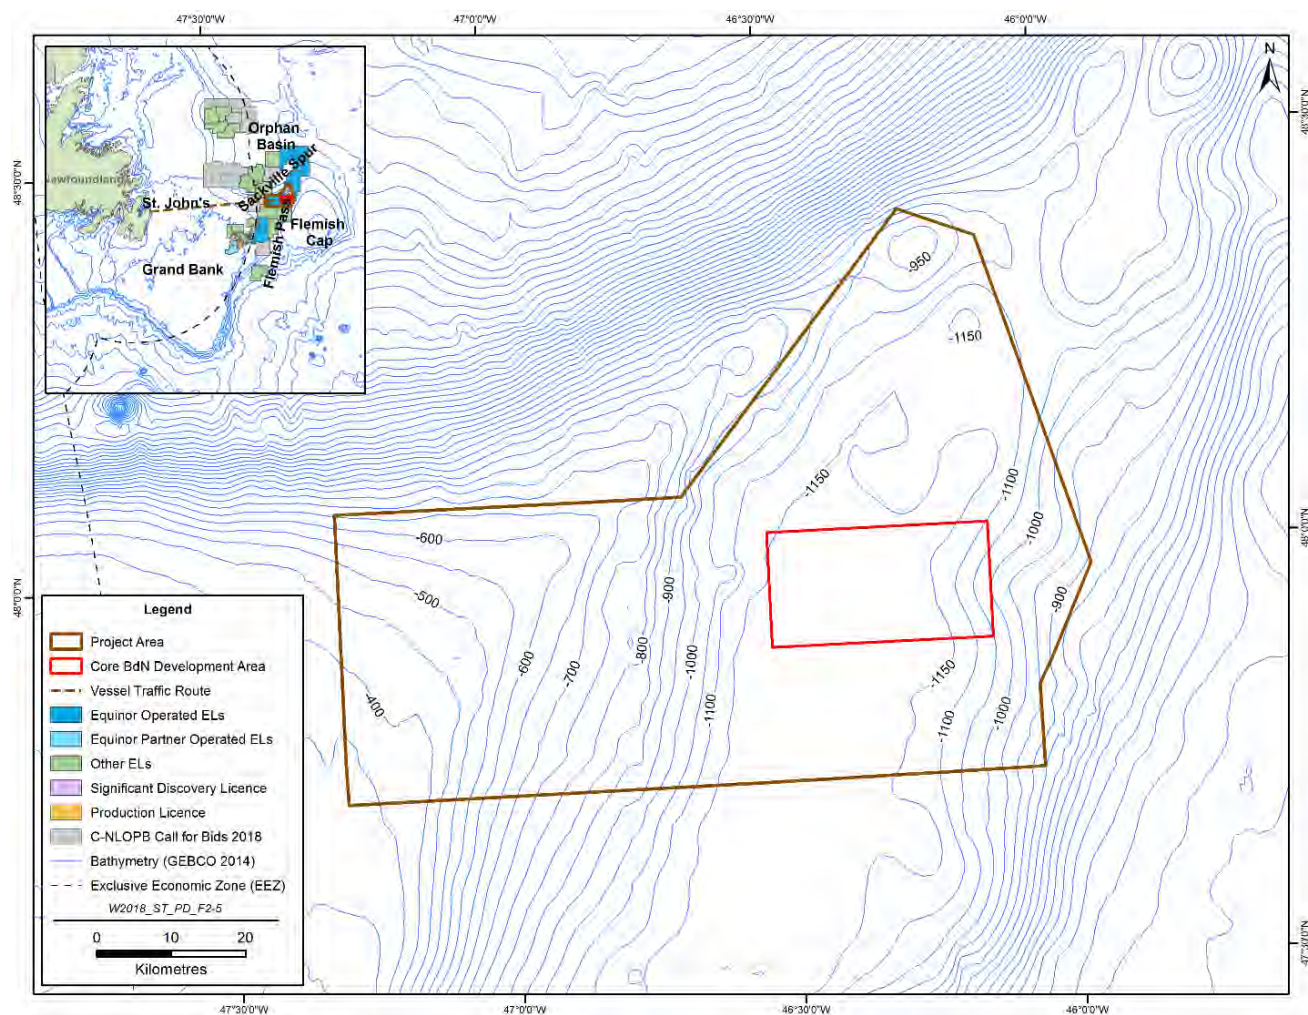 47°30'0"W
47°0'0"W
46°30'0"W
46°0'0"W
N
48°30'0"N
48°30'0"N
Orphan
Basin
Sackville Spur
St. John's
Flemish
Cap
Flemish Pass
Grand Bank
-950
-1150
-1150
-1100
-1000
-900
-600
-500
-400
-600
-700
-800
-900
-1000
-1100
-1150
-1100
-1000
48°0'0"N
48°0'0"N
Legend
Project Area
Core BdN Development Area
Vessel Traffic Route
Equinor Operated ELs
Equinor Partner Operated ELs
Other ELs
Significant Discovery Licence
Production Licence
C-NLOPB Call for Bids 2018
Bathymetry (GEBCO 2014)
Exclusive Economic Zone (EEZ)
W2018_ST_PD_F2-5
0 10 20
Kilometres
47°30'0"N
47°30'0"W
47°0'0"W
46°30'0"W
46°0'0"W